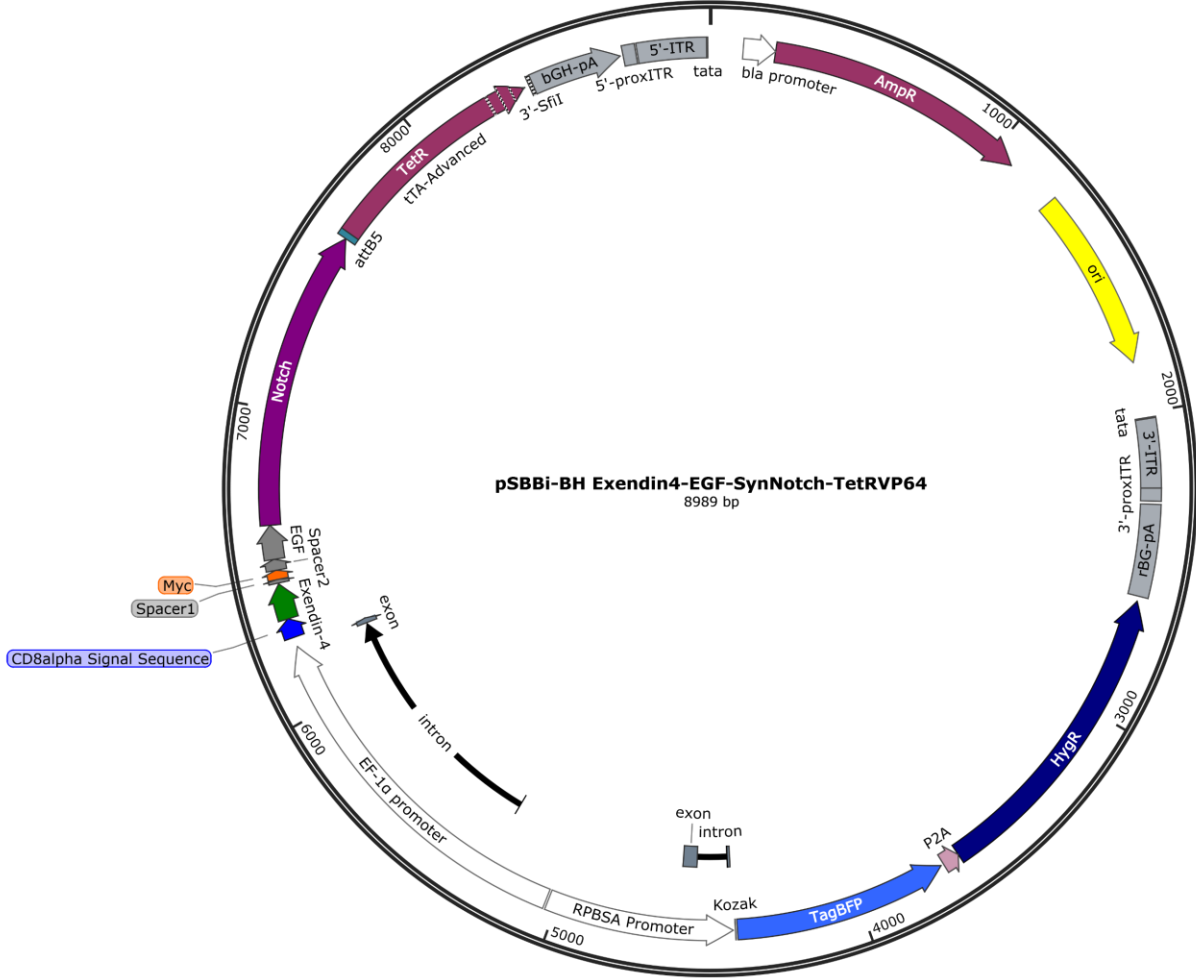 tata
bla promoter
AmpR
1000
ori
2000
tata
3'-ITR
3'-proxITR
rBG-pA
3000
HygR
P2A
TagBFP
4000
Kozak
exon
intron
RPBSA Promoter
5000
EF-1α promoter
6000
intron
exon
CD8alpha Signal Sequence
Exendin-4
Spacer1
Myc
Spacer2
EGF
Notch
7000
attB5
TetR
tTA-Advanced
8000
3'-SfiI
bGH-pA
5'-proxITR
5'-ITR
pSBBi-BH Exendin4-EGF-SynNotch-TetRVP64
8989 bp